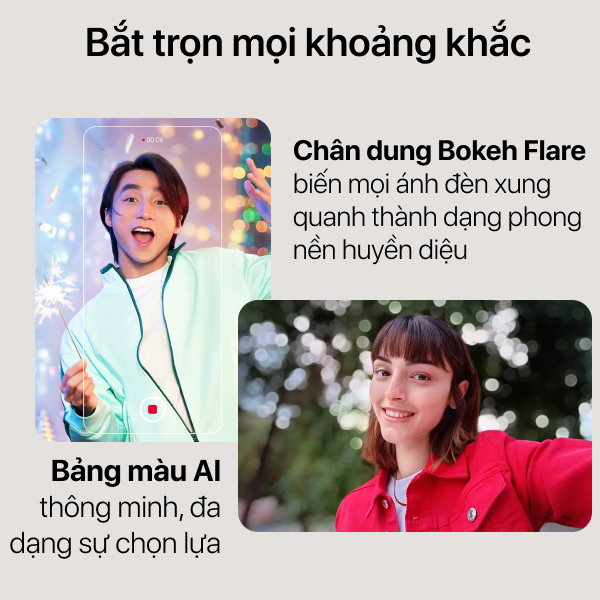 Bắt trọn mọi khoảng khắc
00:06
Chân dung Bokeh Flare
biến mọi ánh đèn xung
quanh thành dạng phong
nền huyền diệu
Bảng màu AI
thông minh, đa
dạng sự chọn lựa